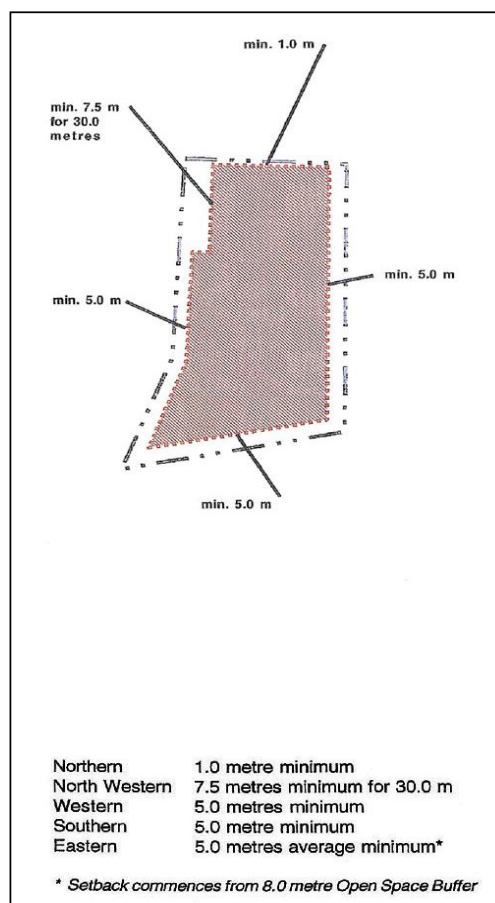 min. 1.0 m
min. 7.5 m
for 30.0
metres
min. 5.0 m
min. 5.0 m
min. 5.0 m
Northern 1.0 metre minimum
North Western 7.5 metres minimum for 30.0 m
Western 5.0 metres minimum
Southern 5.0 metre minimum
Eastern 5.0 metres average minimum*
* Setback commences from 8.0 metre Open Space Buffer